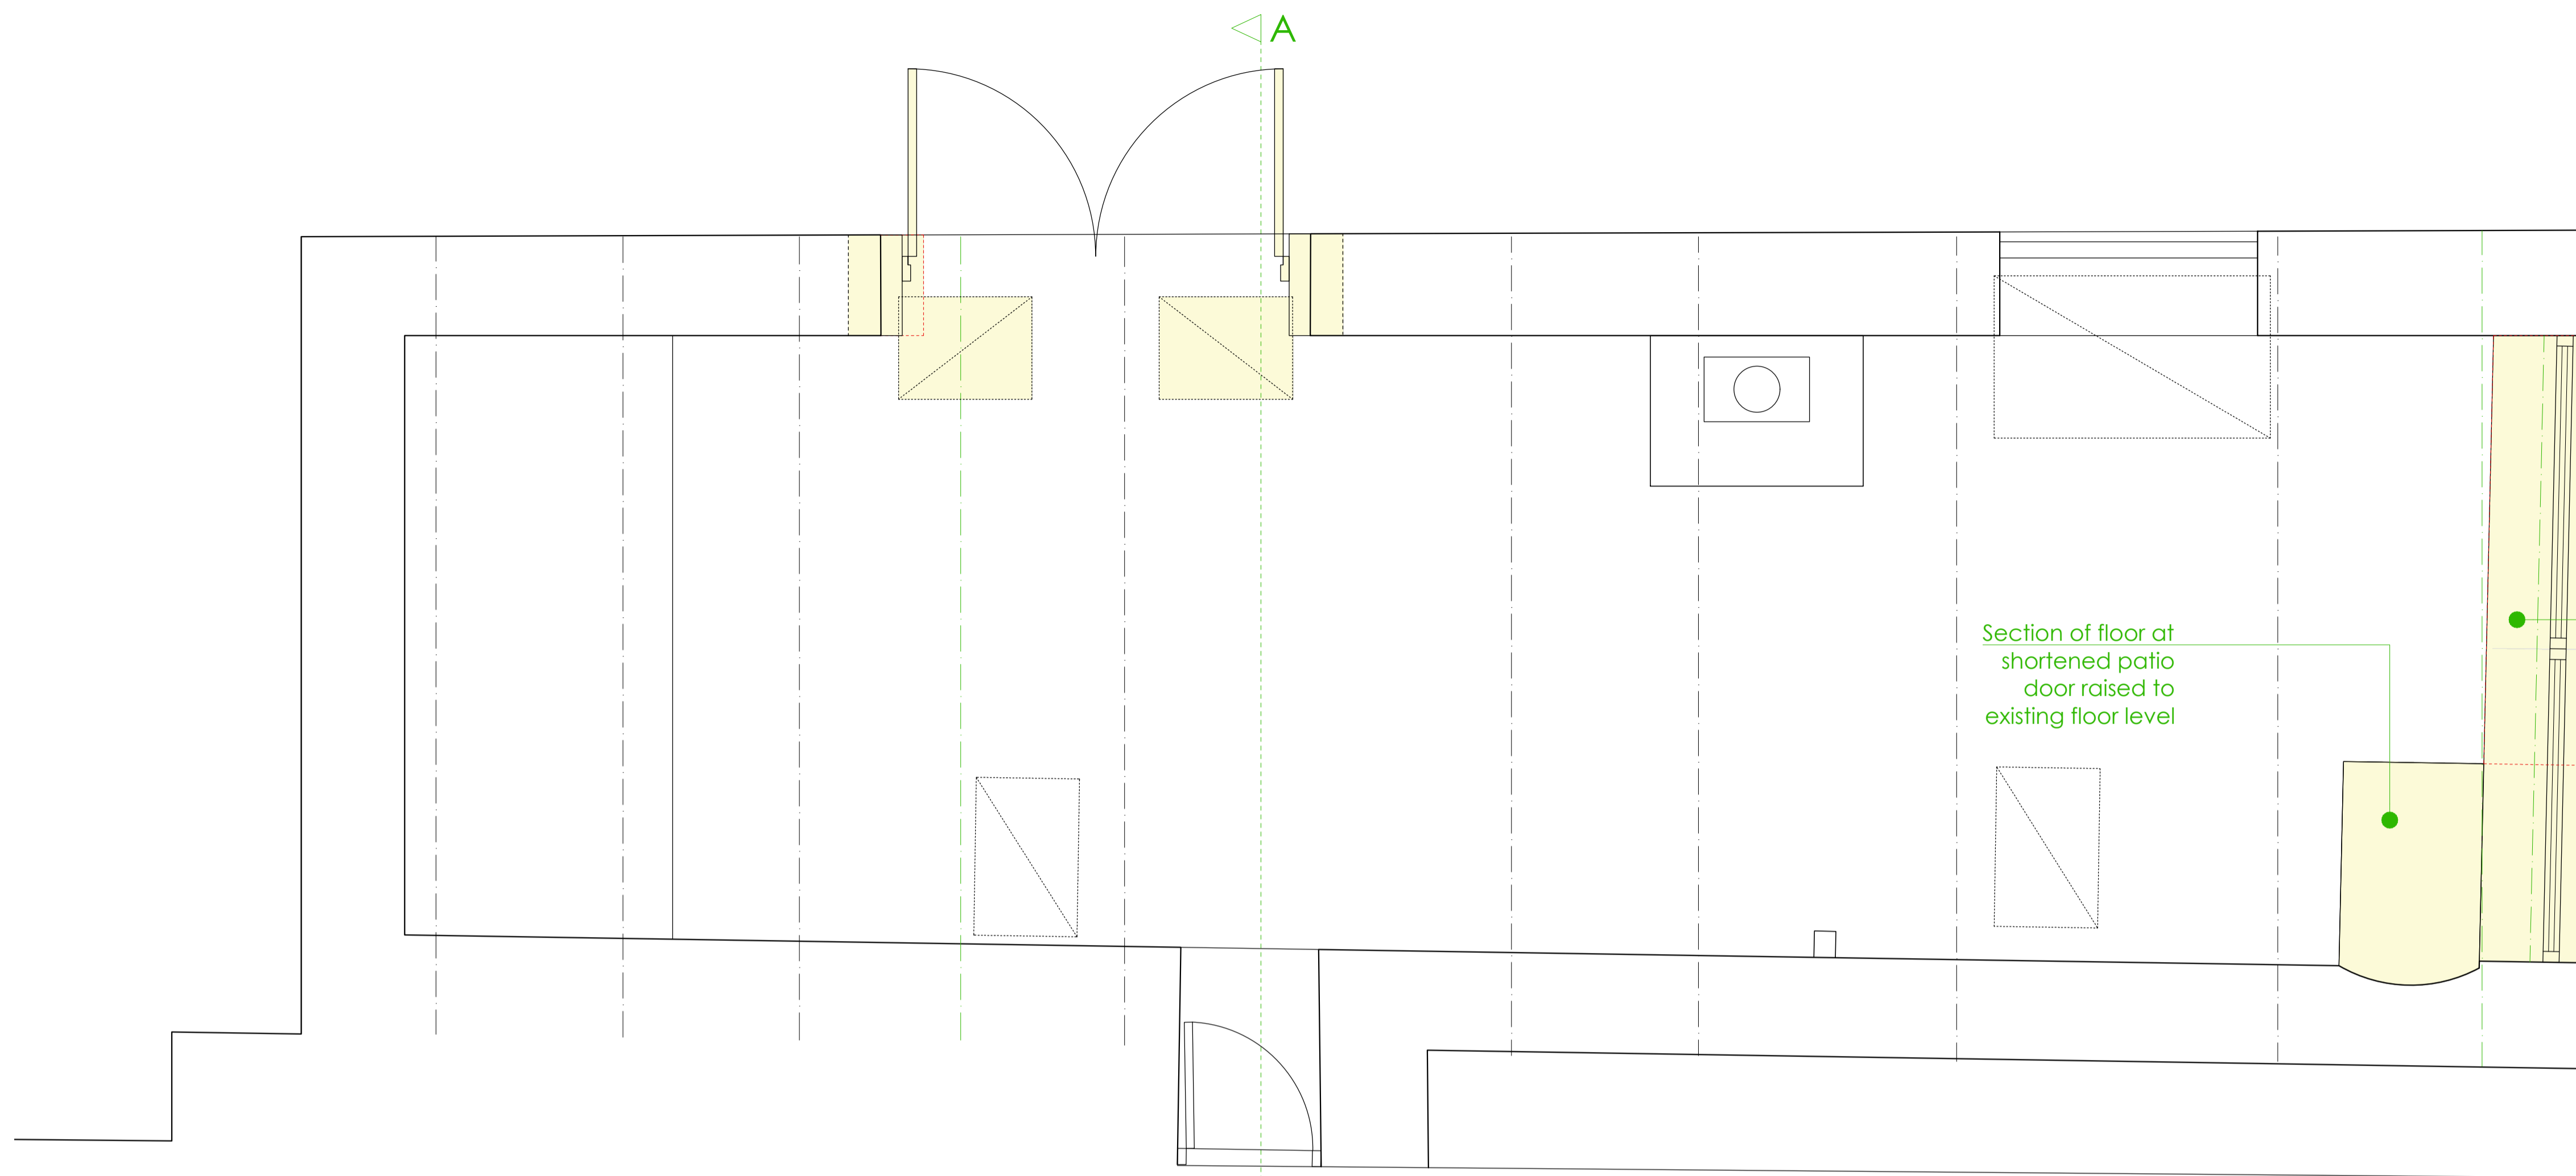 A
Section of floor at
shortened patio
door raised to
existing floor level